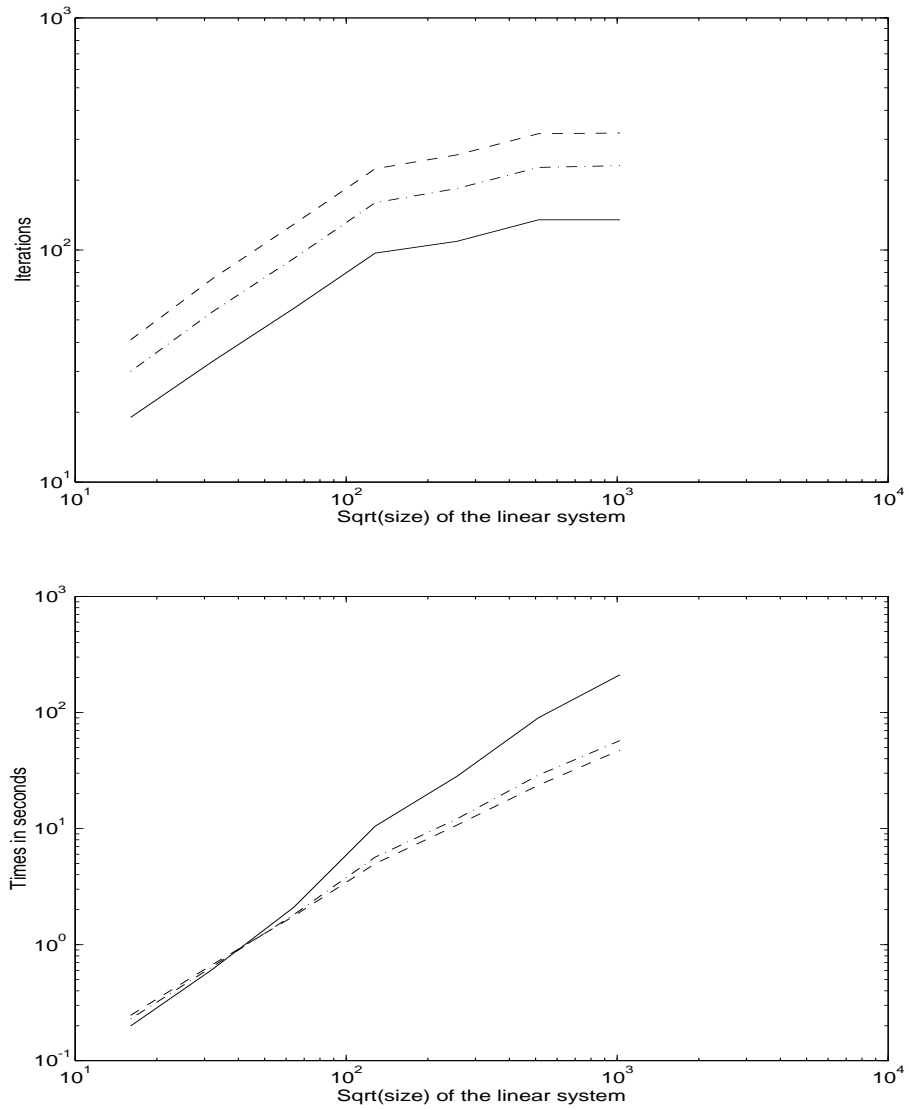 10^3
10^2
10^1
Iterations
10^1 10^2 10^3 10^4
Sqrt(size) of the linear system
10^3
10^2
10^1
10^0
10^-1
Times in seconds
10^1 10^2 10^3 10^4
Sqrt(size) of the linear system